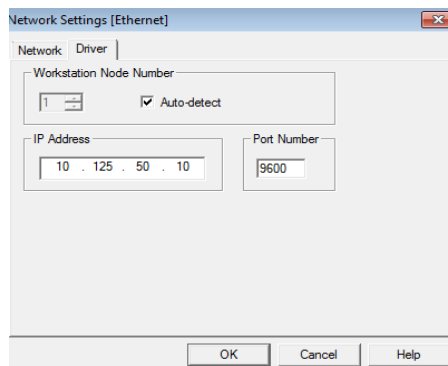 Network Settings [Ethernet]
Network Driver
Workstation Node Number
1 Auto-detect
IP Address Port Number
10 . 125 . 50 . 10 9600
OK Cancel Help